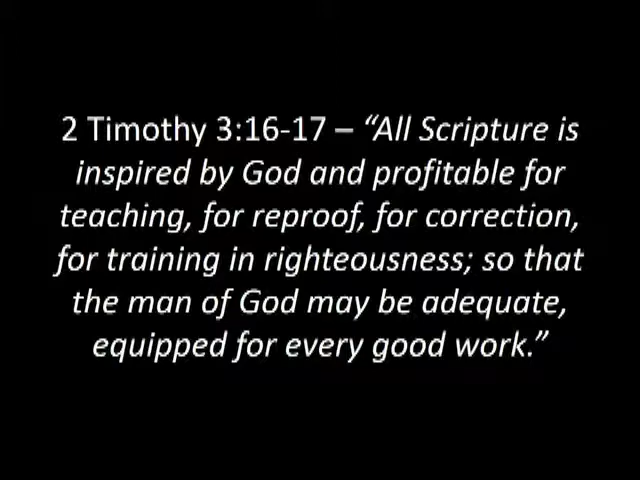 2 Timothy 3:16-17 – “All Scripture is
inspired by God and profitable for
teaching, for reproof, for correction,
for training in righteousness; so that
the man of God may be adequate,
equipped for every good work.”